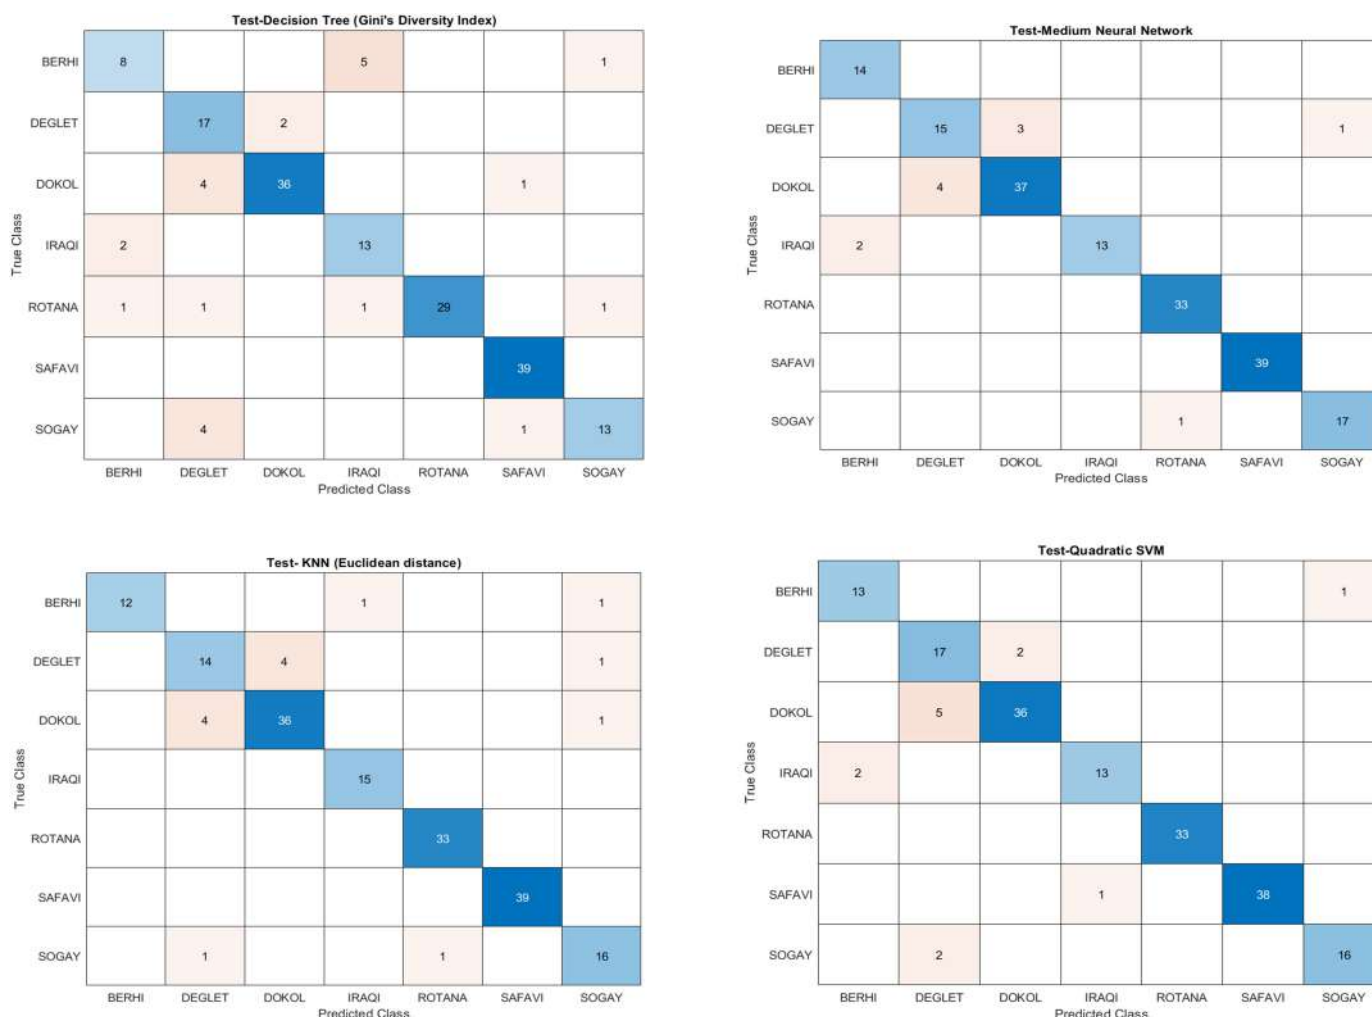 Test-Decision Tree (Gini's Diversity Index)
True Class
BERHI 8 5 1
DEGLET 17 2
DOKOL 4 36 1
IRAQI 2 13
ROTANA 1 1 1 29 1
SAFAVI 39
SOGAY 4 1 13
BERHI DEGLET DOKOL IRAQI ROTANA SAFAVI SOGAY
Predicted Class
Test-Medium Neural Network
True Class
BERHI 14
DEGLET 15 3 1
DOKOL 4 37
IRAQI 2 13
ROTANA 33
SAFAVI 39
SOGAY 1 17
BERHI DEGLET DOKOL IRAQI ROTANA SAFAVI SOGAY
Predicted Class
Test- KNN (Euclidean distance)
True Class
BERHI 12 1 1
DEGLET 14 4 1
DOKOL 4 36 1
IRAQI 15
ROTANA 33
SAFAVI 39
SOGAY 1 1 16
BERHI DEGLET DOKOL IRAQI ROTANA SAFAVI SOGAY
Predicted Class
Test-Quadratic SVM
True Class
BERHI 13 1
DEGLET 17 2
DOKOL 5 36
IRAQI 2 13
ROTANA 33
SAFAVI 1 38
SOGAY 2 16
BERHI DEGLET DOKOL IRAQI ROTANA SAFAVI SOGAY
Predicted Class